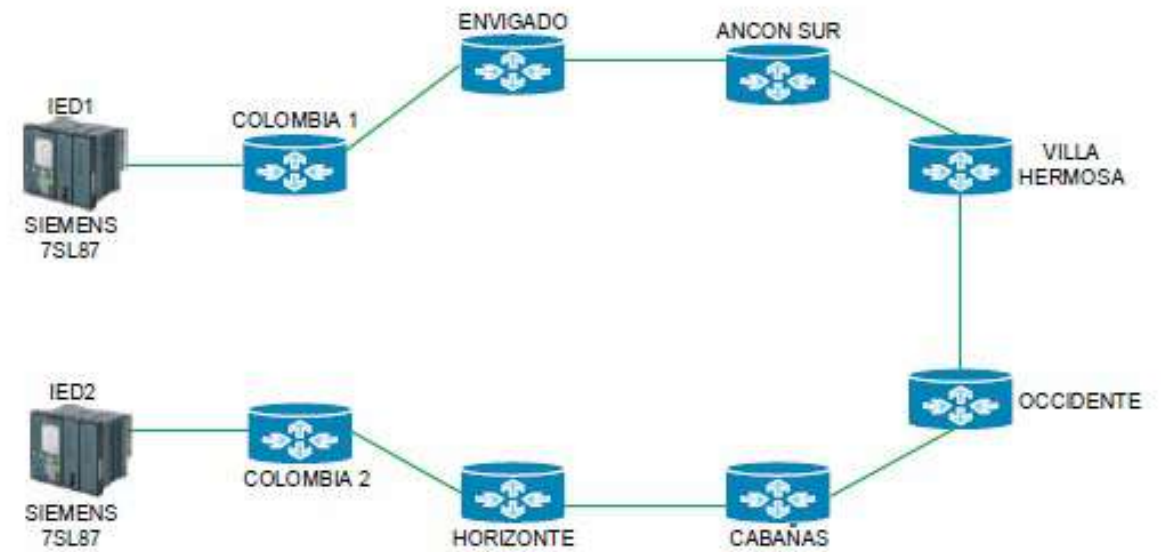 ENVIGADO
ANCON SUR
IED1
COLOMBIA 1
VILLA
HERMOSA
SIEMENS
7SL87
IED2
OCCIDENTE
COLOMBIA 2
SIEMENS
7SL87
HORIZONTE
CABAÑAS